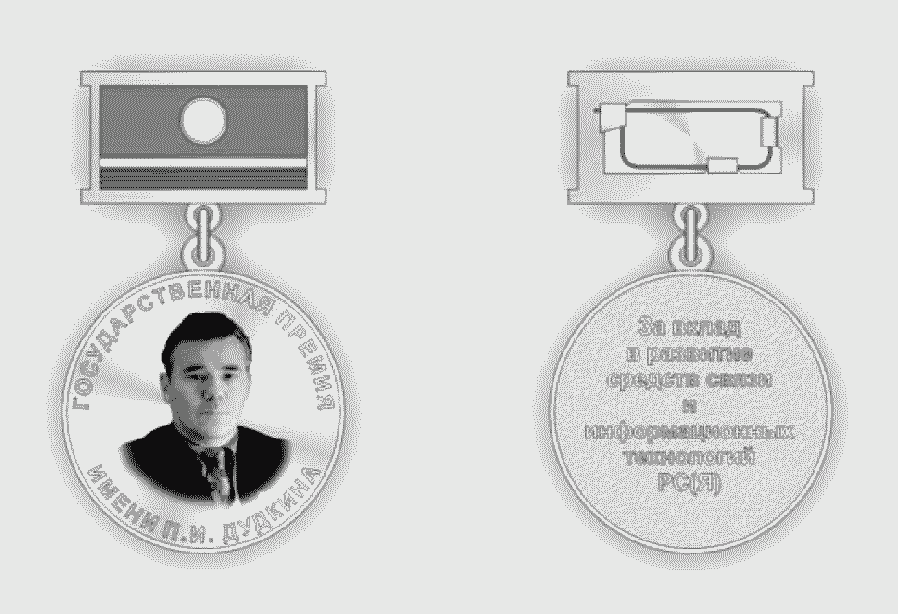 ГОСУДАРСТВЕННАЯ ПРЕМИЯ
ИМЕНИ П.И. ДУДКИНА
За вклад
в развитие
средств связи
и
информационных
технологий
РС(Я)